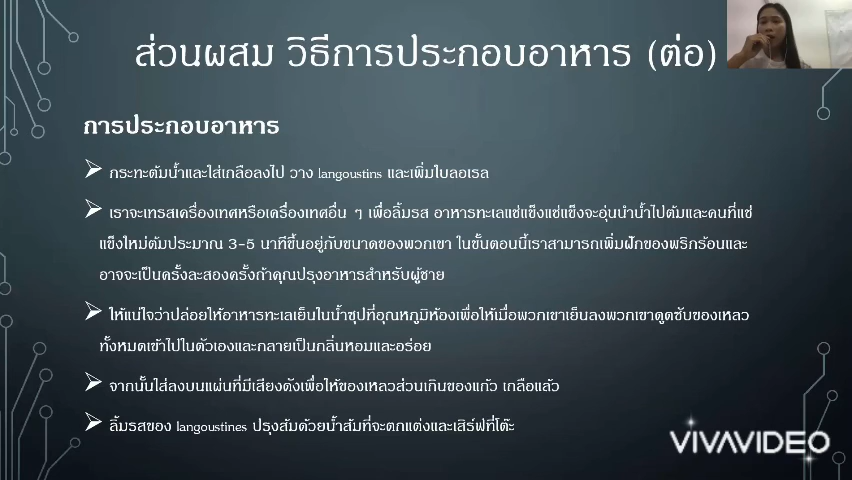 ส่วนผสม วิธีการประกอบอาหาร (ต่อ)
การประกอบอาหาร
กระทะต้มน้ำและใส่เกลือลงไป วาง langoustins และเพิ่มใบลอเรล
เราจะเทรสเครื่องเทศหรือเครื่องเทศอื่น ๆ เพื่อลิ้มรส อาหารทะเลแช่แข็งแช่แข็งจะอุ่นนำน้ำไปต้มและคนที่แช่
แข็งใหม่ต้มประมาณ 3-5 นาทีขึ้นอยู่กับขนาดของพวกเขา ในขั้นตอนนี้เราสามารถเพิ่มฝักของพริกร้อนและ
อาจจะเป็นครั้งละสองครั้งถ้าคุณปรุงอาหารสำหรับผู้ชาย
ให้แน่ใจว่าปล่อยให้อาหารทะเลเย็นในน้ำซุปที่อุณหภูมิห้องเพื่อให้เมื่อพวกเขาเย็นลงพวกเขาดูดซับของเหลว
ทั้งหมดเข้าไปในตัวเองและกลายเป็นกลิ่นหอมและอร่อย
จากนั้นใส่ลงบนแผ่นที่มีเสียงดังเพื่อให้ของเหลวส่วนเกินของแก้ว เกลือแล้ว
ลิ้มรสของ langoustines ปรุงส้มด้วยน้ำส้มที่จะตกแต่งและเสิร์ฟที่โต๊ะ
VIVAVIDEO